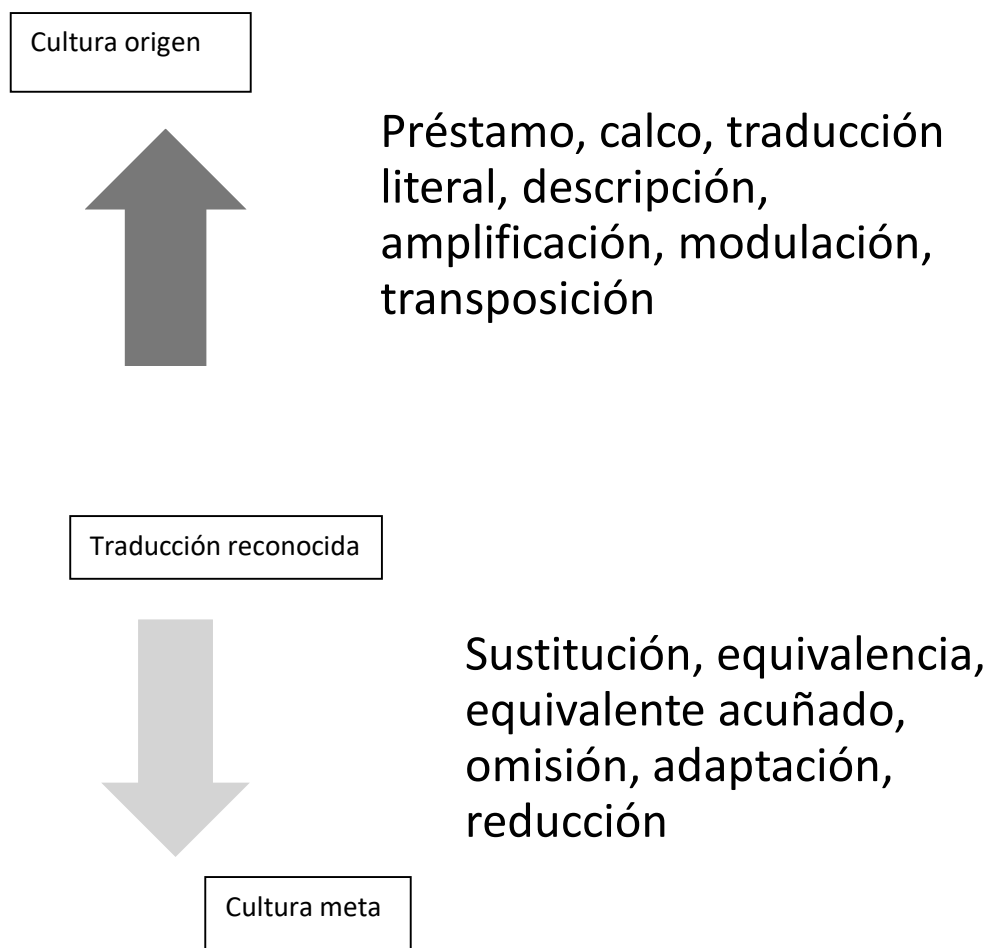 Cultura origen
Préstamo, calco, traducción
literal, descripción,
amplificación, modulación,
transposición
Traducción reconocida
Sustitución, equivalencia,
equivalente acuñado,
omisión, adaptación,
reducción
Cultura meta